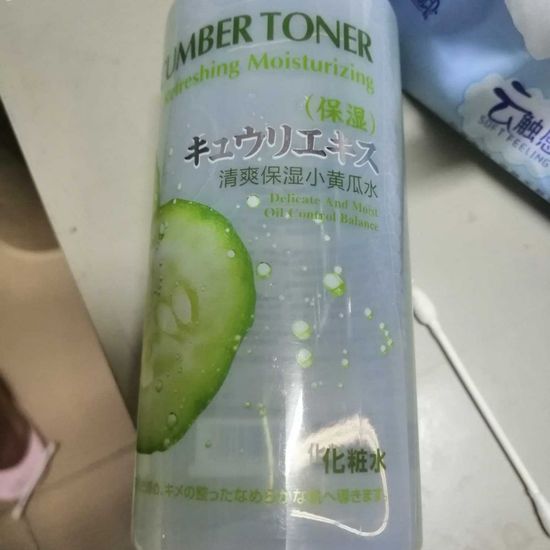 UMBER TONER
Refreshing Moisturizing
(保湿)
キュウリエキス
清爽保湿小黄瓜水
Delicate And Moist
Oil Control Balance
化粧水
キメの整ったなめらかな肌へ導きます
云触感
SOFT FEELING